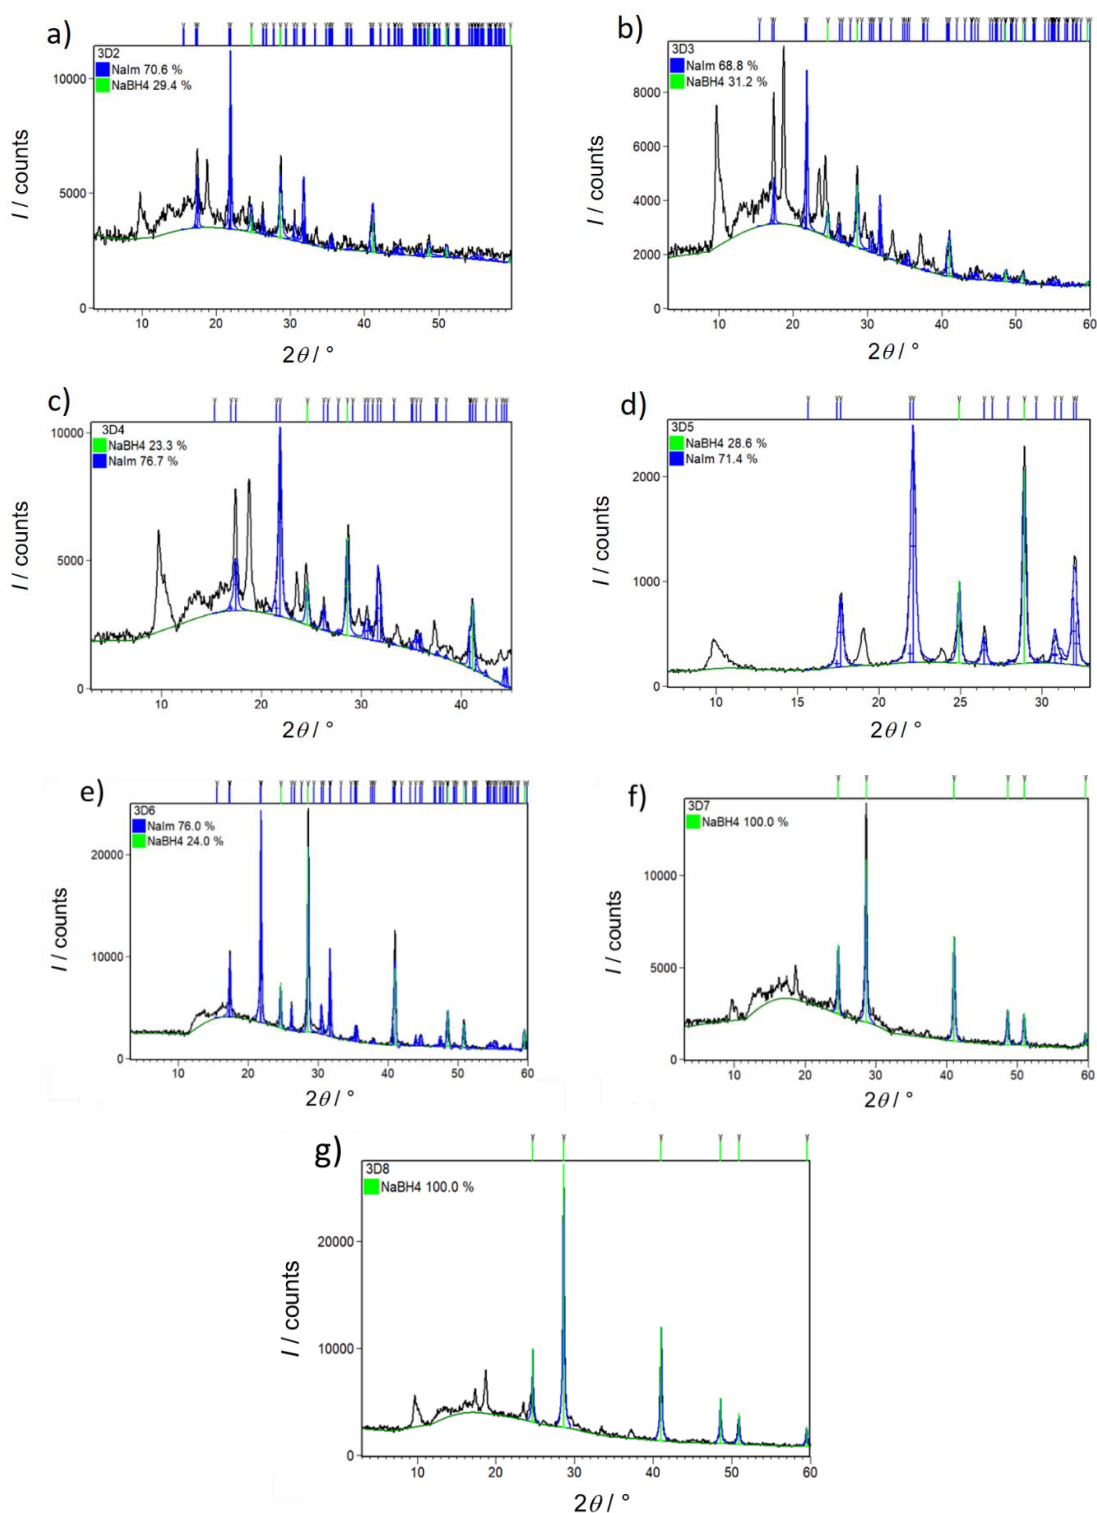 a)
3D2
NaIm 70.6 %
NaBH4 29.4 %
10000
5000
0
I / counts
10 20 30 40 50
2θ / °
b)
3D3
NaIm 68.8 %
NaBH4 31.2 %
8000
6000
4000
2000
0
I / counts
10 20 30 40 50 60
2θ / °
c)
3D4
NaBH4 23.3 %
NaIm 76.7 %
10000
5000
0
I / counts
10 20 30 40
2θ / °
d)
3D5
NaBH4 28.6 %
NaIm 71.4 %
2000
1000
0
I / counts
10 15 20 25 30
2θ / °
e)
3D6
NaIm 76.0 %
NaBH4 24.0 %
20000
10000
0
I / counts
10 20 30 40 50 60
2θ / °
f)
3D7
NaBH4 100.0 %
10000
5000
0
I / counts
10 20 30 40 50 60
2θ / °
g)
3D8
NaBH4 100.0 %
20000
10000
0
I / counts
10 20 30 40 50 60
2θ / °